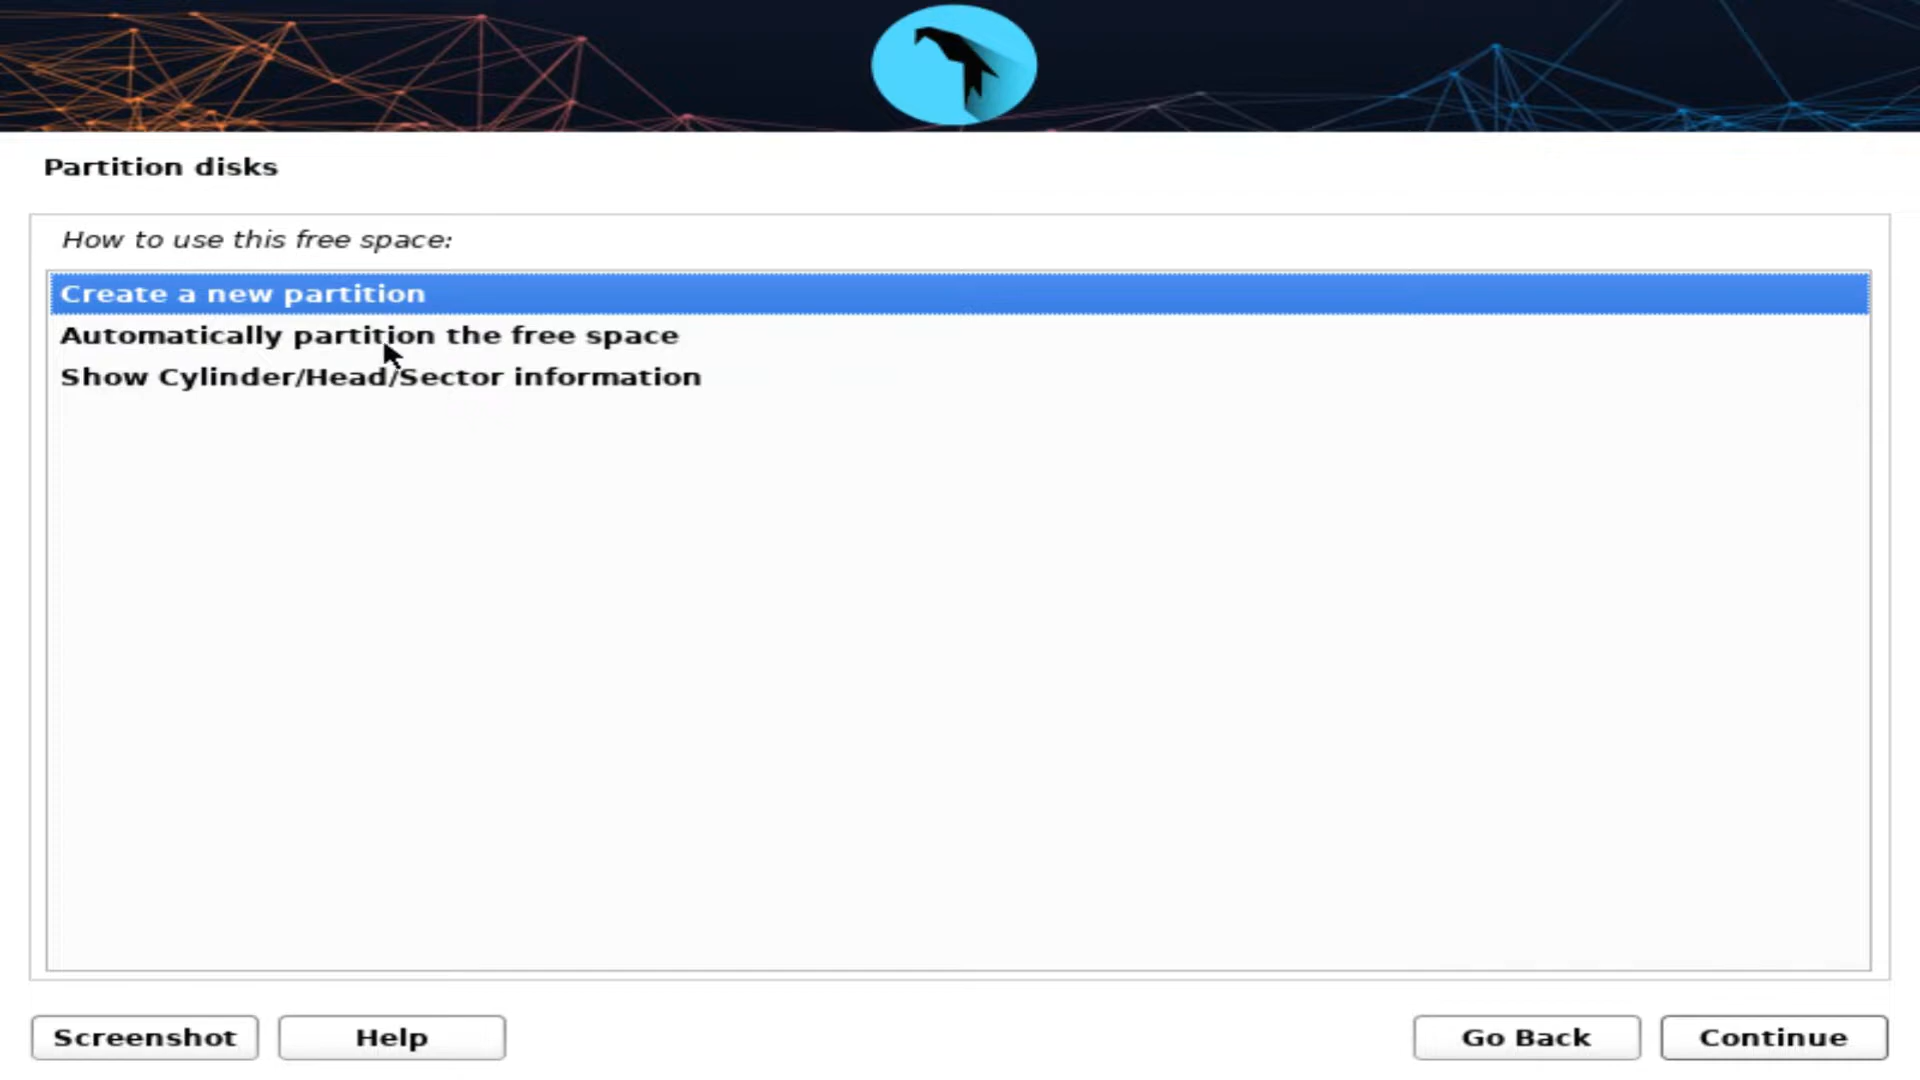 Partition disks
How to use this free space:
Create a new partition
Automatically partition the free space
Show Cylinder/Head/Sector information
Screenshot
Help
Go Back
Continue